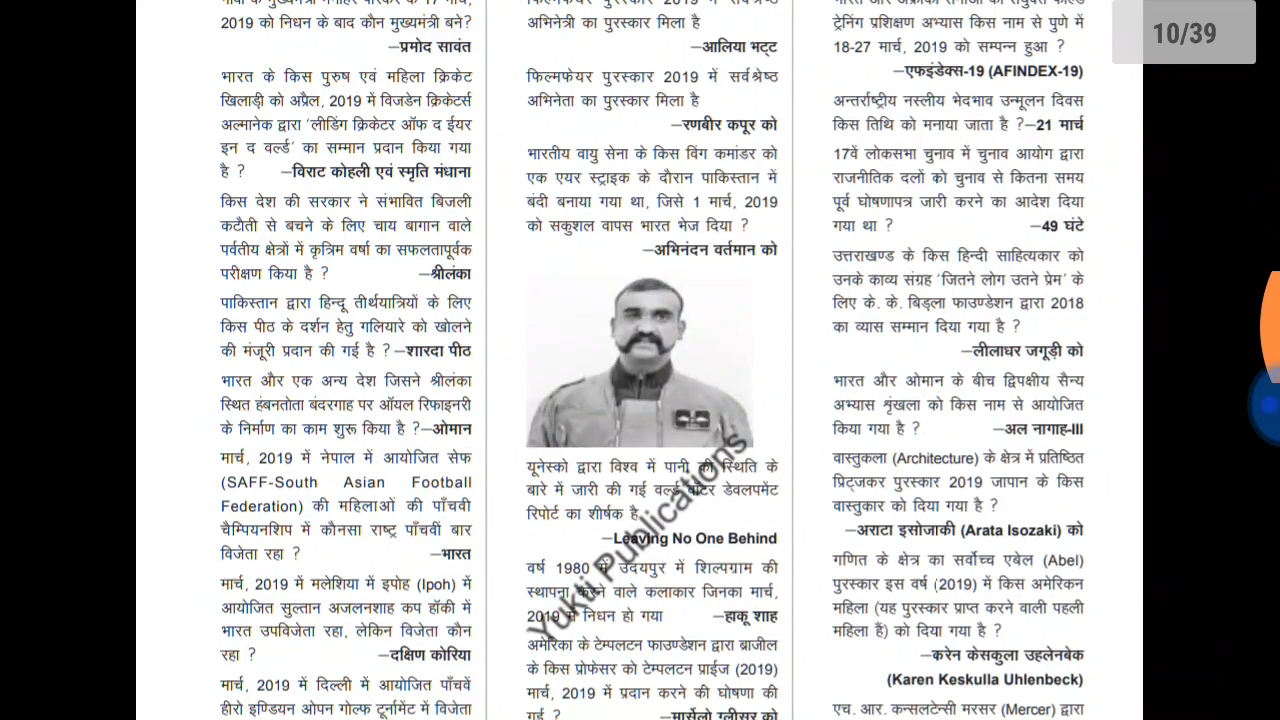 2019 को निधन के बाद कौन मुख्यमंत्री बने?
–प्रमोद सावंत
भारत के किस पुरुष एवं महिला क्रिकेट
खिलाड़ी को अप्रैल, 2019 में विजडेन क्रिकेटर्स
अल्मानेक द्वारा ‘लीडिंग क्रिकेटर ऑफ द ईयर
इन द वर्ल्ड’ का सम्मान प्रदान किया गया
है ? –विराट कोहली एवं स्मृति मंधाना
किस देश की सरकार ने संभावित बिजली
कटौती से बचने के लिए चाय बागान वाले
पर्वतीय क्षेत्रों में कृत्रिम वर्षा का सफलतापूर्वक
परीक्षण किया है ? –श्रीलंका
पाकिस्तान द्वारा हिन्दू तीर्थयात्रियों के लिए
किस पीठ के दर्शन हेतु गलियारे को खोलने
की मंजूरी प्रदान की गई है ? –शारदा पीठ
भारत और एक अन्य देश जिसने श्रीलंका
स्थित हंबनतोता बंदरगाह पर ऑयल रिफाइनरी
के निर्माण का काम शुरू किया है ? –ओमान
मार्च, 2019 में नेपाल में आयोजित सेफ
(SAFF-South Asian Football
Federation) की महिलाओं की पाँचवी
चैम्पियनशिप में कौनसा राष्ट्र पाँचवीं बार
विजेता रहा ? –भारत
मार्च, 2019 में मलेशिया में इपोह (Ipoh) में
आयोजित सुल्तान अजलनशाह कप हॉकी में
भारत उपविजेता रहा, लेकिन विजेता कौन
रहा ? –दक्षिण कोरिया
मार्च, 2019 में दिल्ली में आयोजित पाँचवें
हीरो इण्डियन ओपन गोल्फ टूर्नामेंट में विजेता
अभिनेत्री का पुरस्कार मिला है
–आलिया भट्ट
फिल्मफेयर पुरस्कार 2019 में सर्वश्रेष्ठ
अभिनेता का पुरस्कार मिला है
–रणबीर कपूर को
भारतीय वायु सेना के किस विंग कमांडर को
एक एयर स्ट्राइक के दौरान पाकिस्तान में
बंदी बनाया गया था, जिसे 1 मार्च, 2019
को सकुशल वापस भारत भेज दिया ?
–अभिनंदन वर्तमान को
यूनेस्को द्वारा विश्व में पानी की स्थिति के
बारे में जारी की गई वर्ल्ड वॉटर डेवलपमेंट
रिपोर्ट का शीर्षक है
–Leaving No One Behind
वर्ष 1980 में उदयपुर में शिल्पग्राम की
स्थापना करने वाले कलाकार जिनका मार्च,
2019 में निधन हो गया –हाकू शाह
अमेरिका के टेम्पलटन फाउण्डेशन द्वारा ब्राजील
के किस प्रोफेसर को टेम्पलटन प्राईज (2019)
मार्च, 2019 में प्रदान करने की घोषणा की
गई ? –मार्सेलो ग्लीसर को
Yukti Publications
ट्रेनिंग प्रशिक्षण अभ्यास किस नाम से पुणे में
18-27 मार्च, 2019 को सम्पन्न हुआ ?
–एफइंडेक्स-19 (AFINDEX-19)
अन्तर्राष्ट्रीय नस्लीय भेदभाव उन्मूलन दिवस
किस तिथि को मनाया जाता है ? –21 मार्च
17वें लोकसभा चुनाव में चुनाव आयोग द्वारा
राजनीतिक दलों को चुनाव से कितना समय
पूर्व घोषणापत्र जारी करने का आदेश दिया
गया था ? –49 घंटे
उत्तराखण्ड के किस हिन्दी साहित्यकार को
उनके काव्य संग्रह ‘जितने लोग उतने प्रेम’ के
लिए के. के. बिड़ला फाउण्डेशन द्वारा 2018
का व्यास सम्मान दिया गया है ?
–लीलाधर जगूड़ी को
भारत और ओमान के बीच द्विपक्षीय सैन्य
अभ्यास शृंखला को किस नाम से आयोजित
किया गया है ? –अल नागाह-III
वास्तुकला (Architecture) के क्षेत्र में प्रतिष्ठित
प्रिट्जकर पुरस्कार 2019 जापान के किस
वास्तुकार को दिया गया है ?
–अराटा इसोजाकी (Arata Isozaki) को
गणित के क्षेत्र का सर्वोच्च एबेल (Abel)
पुरस्कार इस वर्ष (2019) में किस अमेरिकन
महिला (यह पुरस्कार प्राप्त करने वाली पहली
महिला हैं) को दिया गया है ?
–करेन केसकुला उहलेनबेक
(Karen Keskulla Uhlenbeck)
एच. आर. कन्सलटेन्सी मरसर (Mercer) द्वारा
10/39